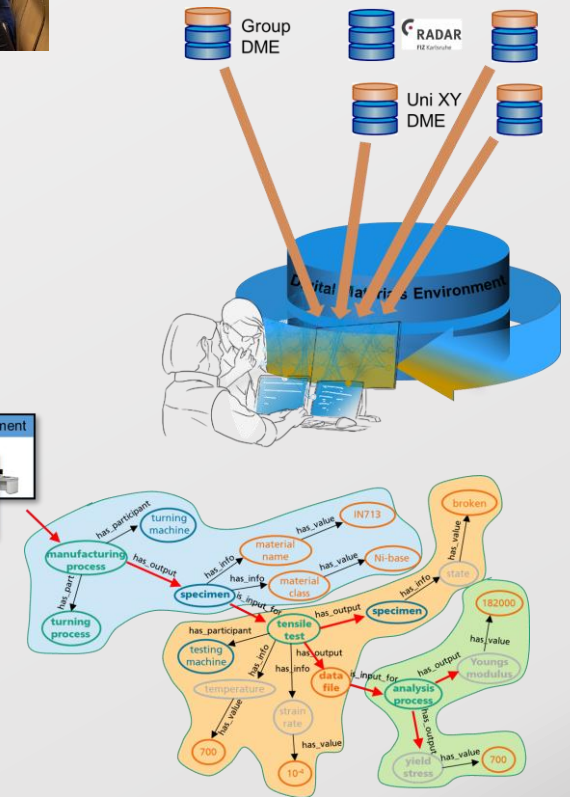 Group
DME
RADAR
FIZ Karlsruhe
Uni XY
DME
Digital Materials Environment
ment
broken
has_value
IN713
turning
machine
has_participant
has_value
material
name
has_info
manufacturing
process
has_output
has_value
Ni-base
has_info
material
class
has_info
state
specimen
is_input_for
has_part
has_output
specimen
182000
turning
process
tensile
test
has_participant
has_value
testing
machine
has_info
has_output
has_output
Youngs
modulus
has_info
data
file
is_input_for
analysis
process
temperature
strain
rate
has_value
has_output
has_value
700
has_value
10⁻⁴
yield
stress
has_value
700